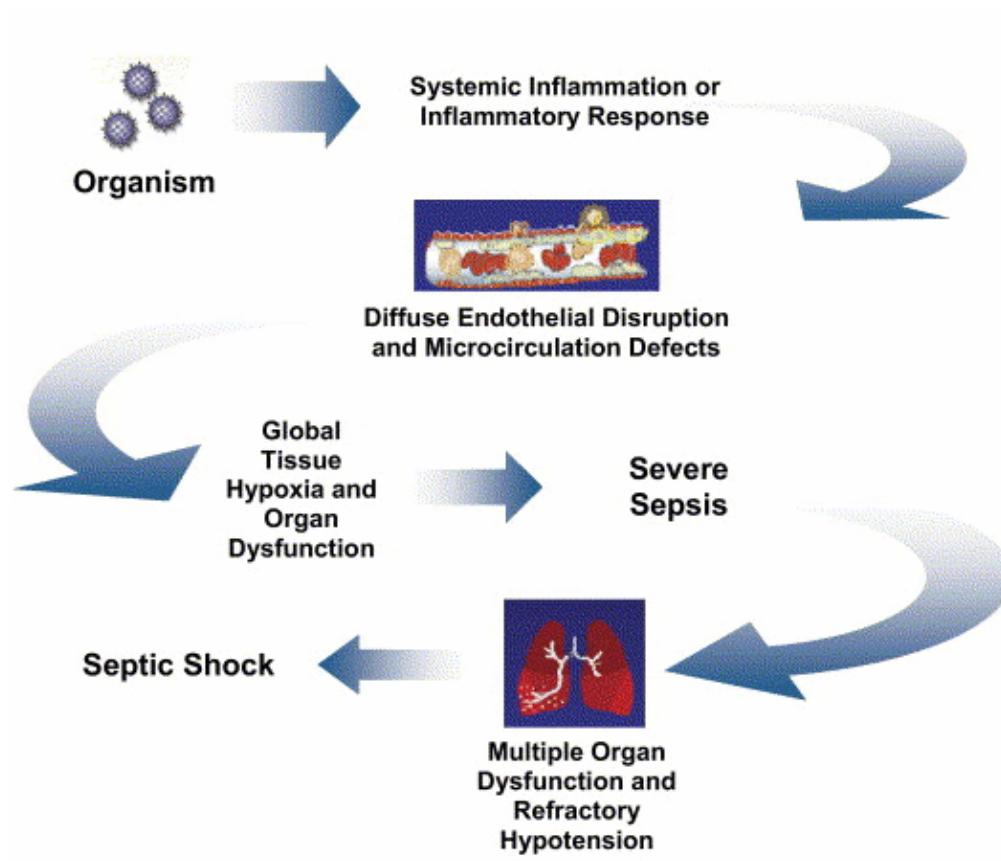 Organism
Systemic Inflammation or
Inflammatory Response
Diffuse Endothelial Disruption
and Microcirculation Defects
Global
Tissue
Hypoxia and
Organ
Dysfunction
Severe
Sepsis
Multiple Organ
Dysfunction and
Refractory
Hypotension
Septic Shock